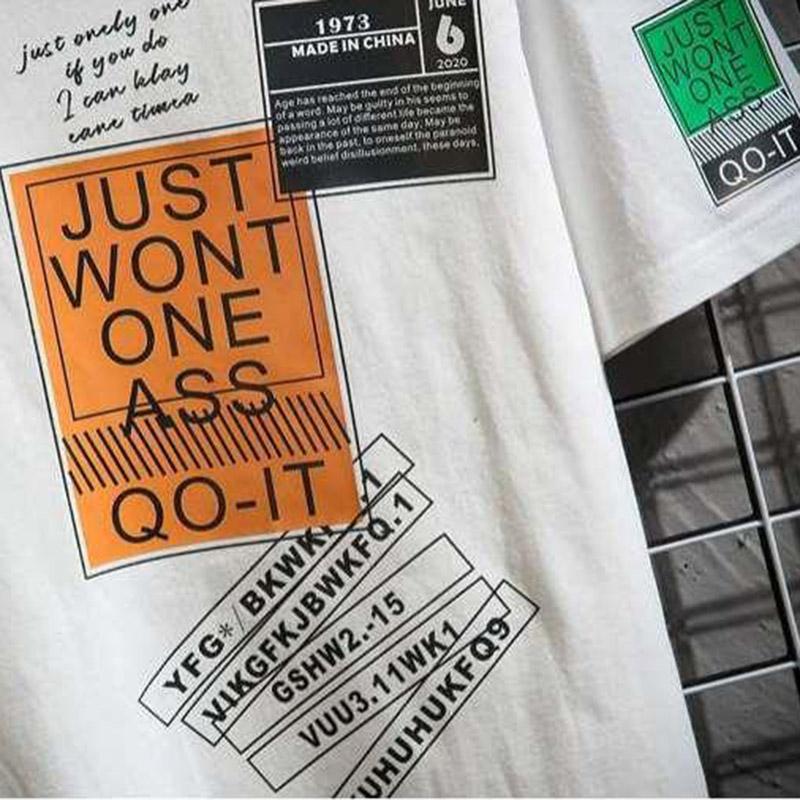 just onely one
if you do
I can klay
eane timea
1973
MADE IN CHINA
JUNE
6
2020
Age has reached the end of the beginning
of a word. May be guilty in his seems to
passing a lot of different life became the
appearance of the same day; May be
back in the past, to oneself the paranoid
weird belief disillusionment, these days,
JUST
WONT
ONE
ASS
QO-IT
JUST
WONT
ONE
ASS
QO-IT
YFG*/BKWK
.1
VIKGFKJBWKFQ.1
GSHW2.-15
VUU3.11WK1
UHUHUKFQ9